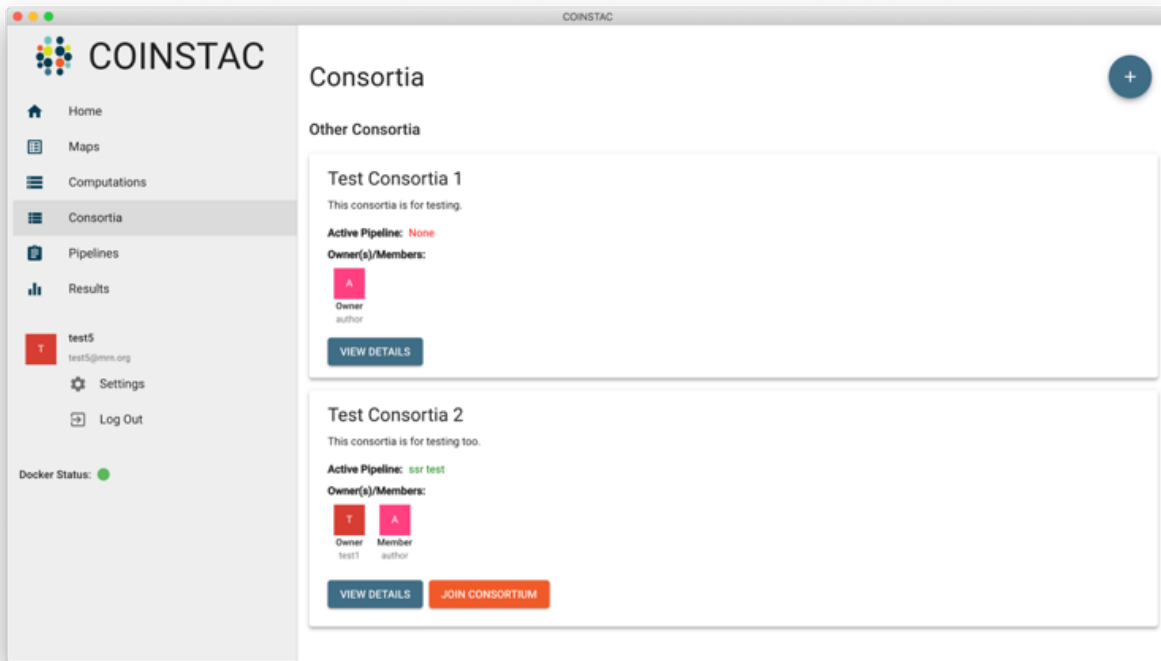 COINSTAC
COINSTAC
Home
Maps
Computations
Consortia
Pipelines
Results
test5
T
test5@mrn.org
Settings
Log Out
Docker Status:
Consortia
+
Other Consortia
Test Consortia 1
This consortia is for testing.
Active Pipeline: None
Owner(s)/Members:
A
Owner
author
VIEW DETAILS
Test Consortia 2
This consortia is for testing too.
Active Pipeline: ssr test
Owner(s)/Members:
T A
Owner Member
test1 author
VIEW DETAILS JOIN CONSORTIUM